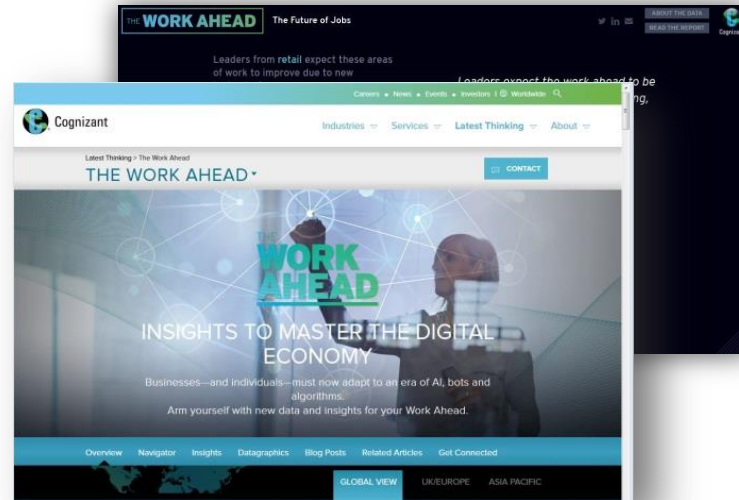 THE WORK AHEAD The Future of Jobs
ABOUT THE DATA
READ THE REPORT
Cogniza
Leaders from retail expect these areas
of work to improve due to new
Leaders expect the work ahead to be
ng,
Careers News Events Investors | Worldwide
Cognizant
Industries Services Latest Thinking About
Latest Thinking > The Work Ahead
THE WORK AHEAD
CONTACT
THE
WORK
AHEAD
INSIGHTS TO MASTER THE DIGITAL
ECONOMY
Businesses—and individuals—must now adapt to an era of AI, bots and
algorithms.
Arm yourself with new data and insights for your Work Ahead.
Overview Navigator Insights Datagraphics Blog Posts Related Articles Get Connected
GLOBAL VIEW UK/EUROPE ASIA PACIFIC